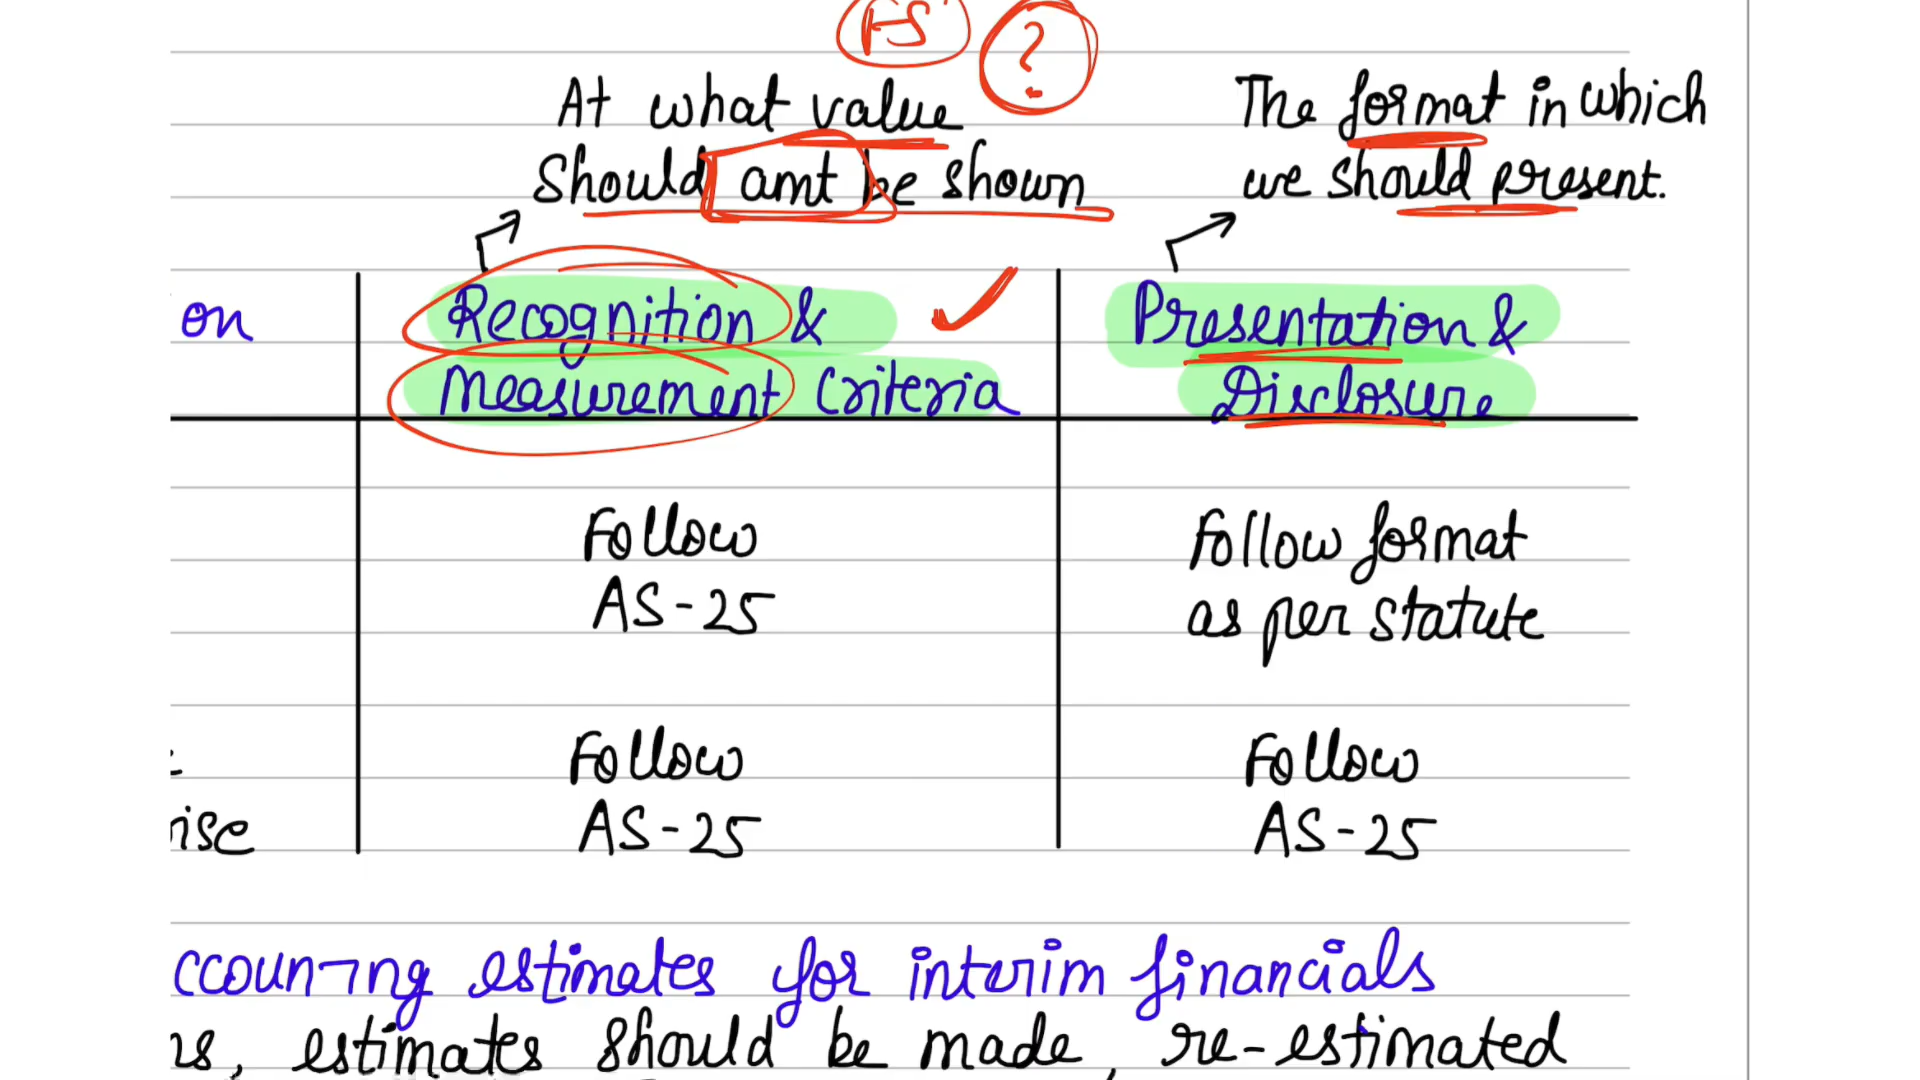 FS
?
At what value
should amt be shown
The format in which
we should present.
on
Recognition &
Measurement Criteria
Presentation &
Disclosure
Follow
AS-25
Follow format
as per statute
Follow
AS-25
Follow
AS-25
ccounting estimates for interim financials
estimates should be made, re-estimated